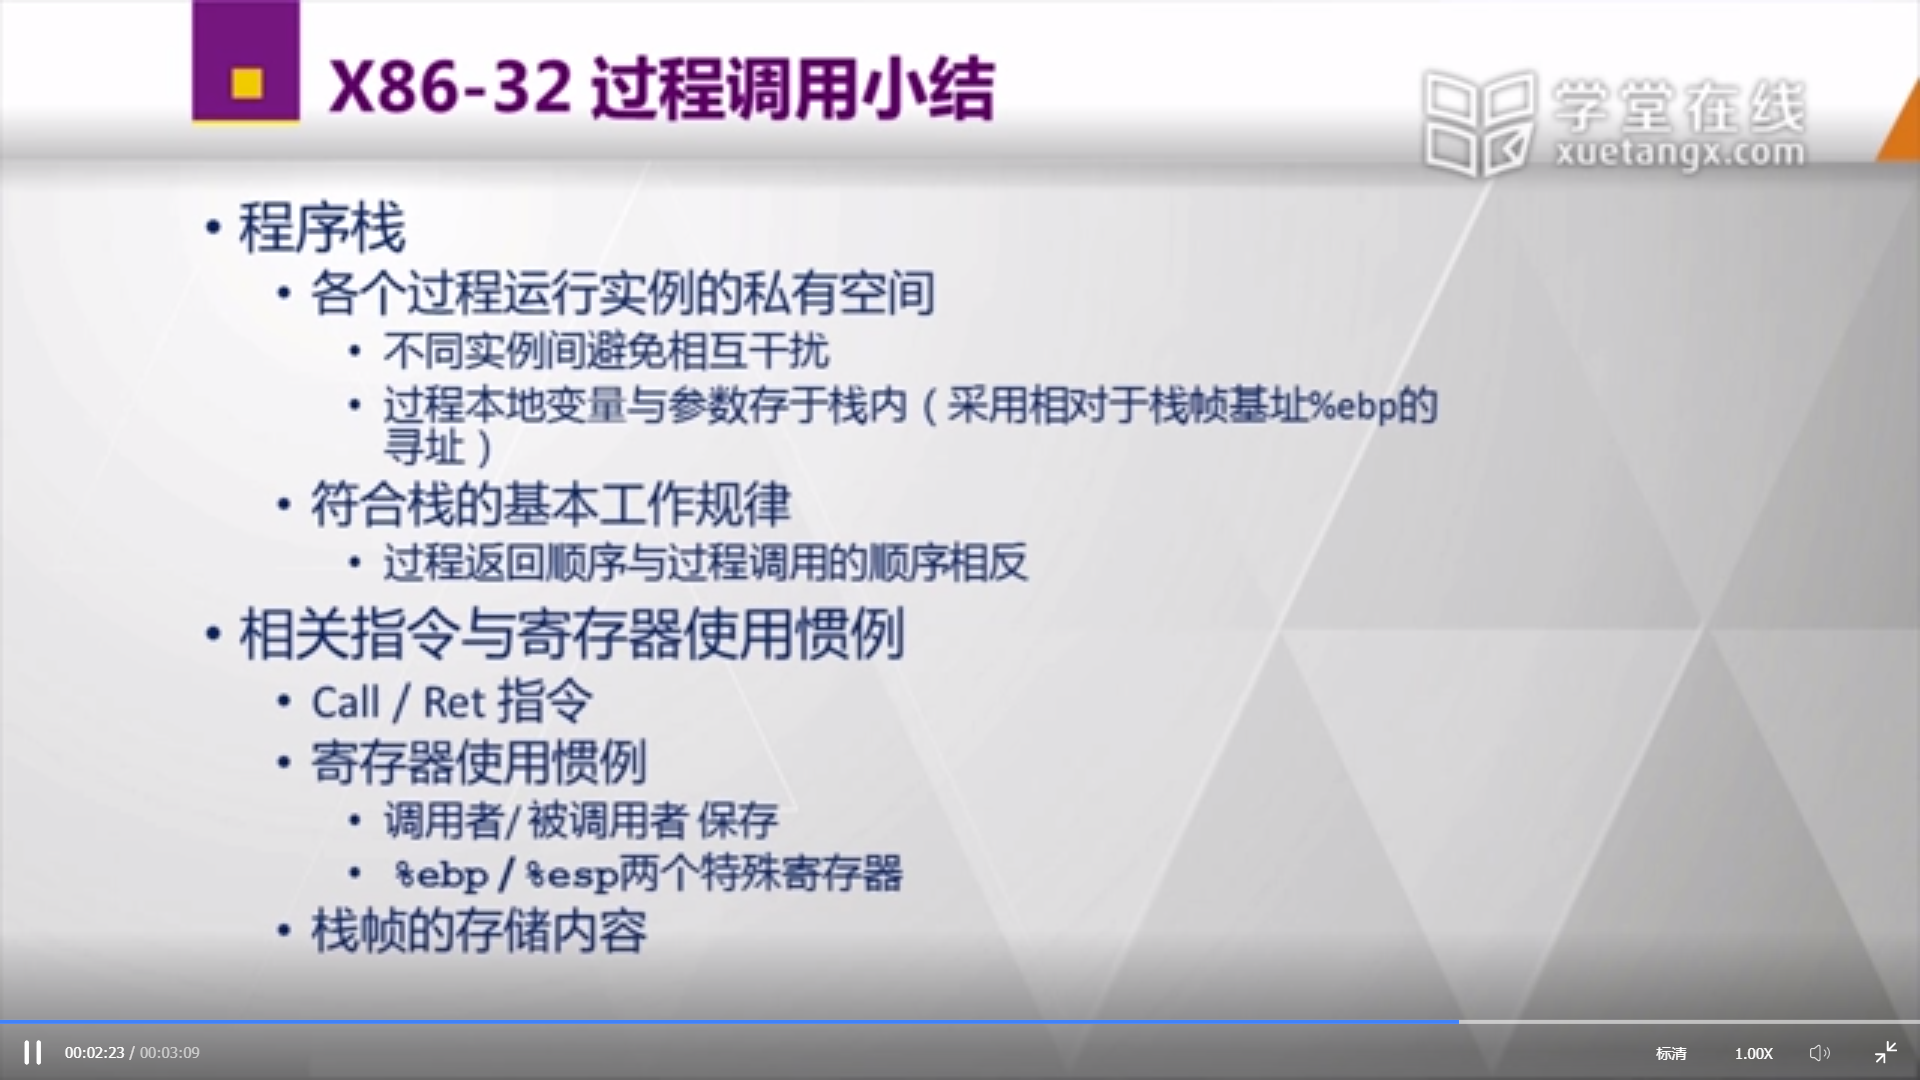 X86-32 过程调用小结
学堂在线
xuetangx.com
• 程序栈
• 各个过程运行实例的私有空间
• 不同实例间避免相互干扰
• 过程本地变量与参数存于栈内（采用相对于栈帧基址%ebp的
寻址）
• 符合栈的基本工作规律
• 过程返回顺序与过程调用的顺序相反
• 相关指令与寄存器使用惯例
• Call / Ret 指令
• 寄存器使用惯例
• 调用者/被调用者 保存
• %ebp / %esp两个特殊寄存器
• 栈帧的存储内容
00:02:23 / 00:03:09
标清
1.00X